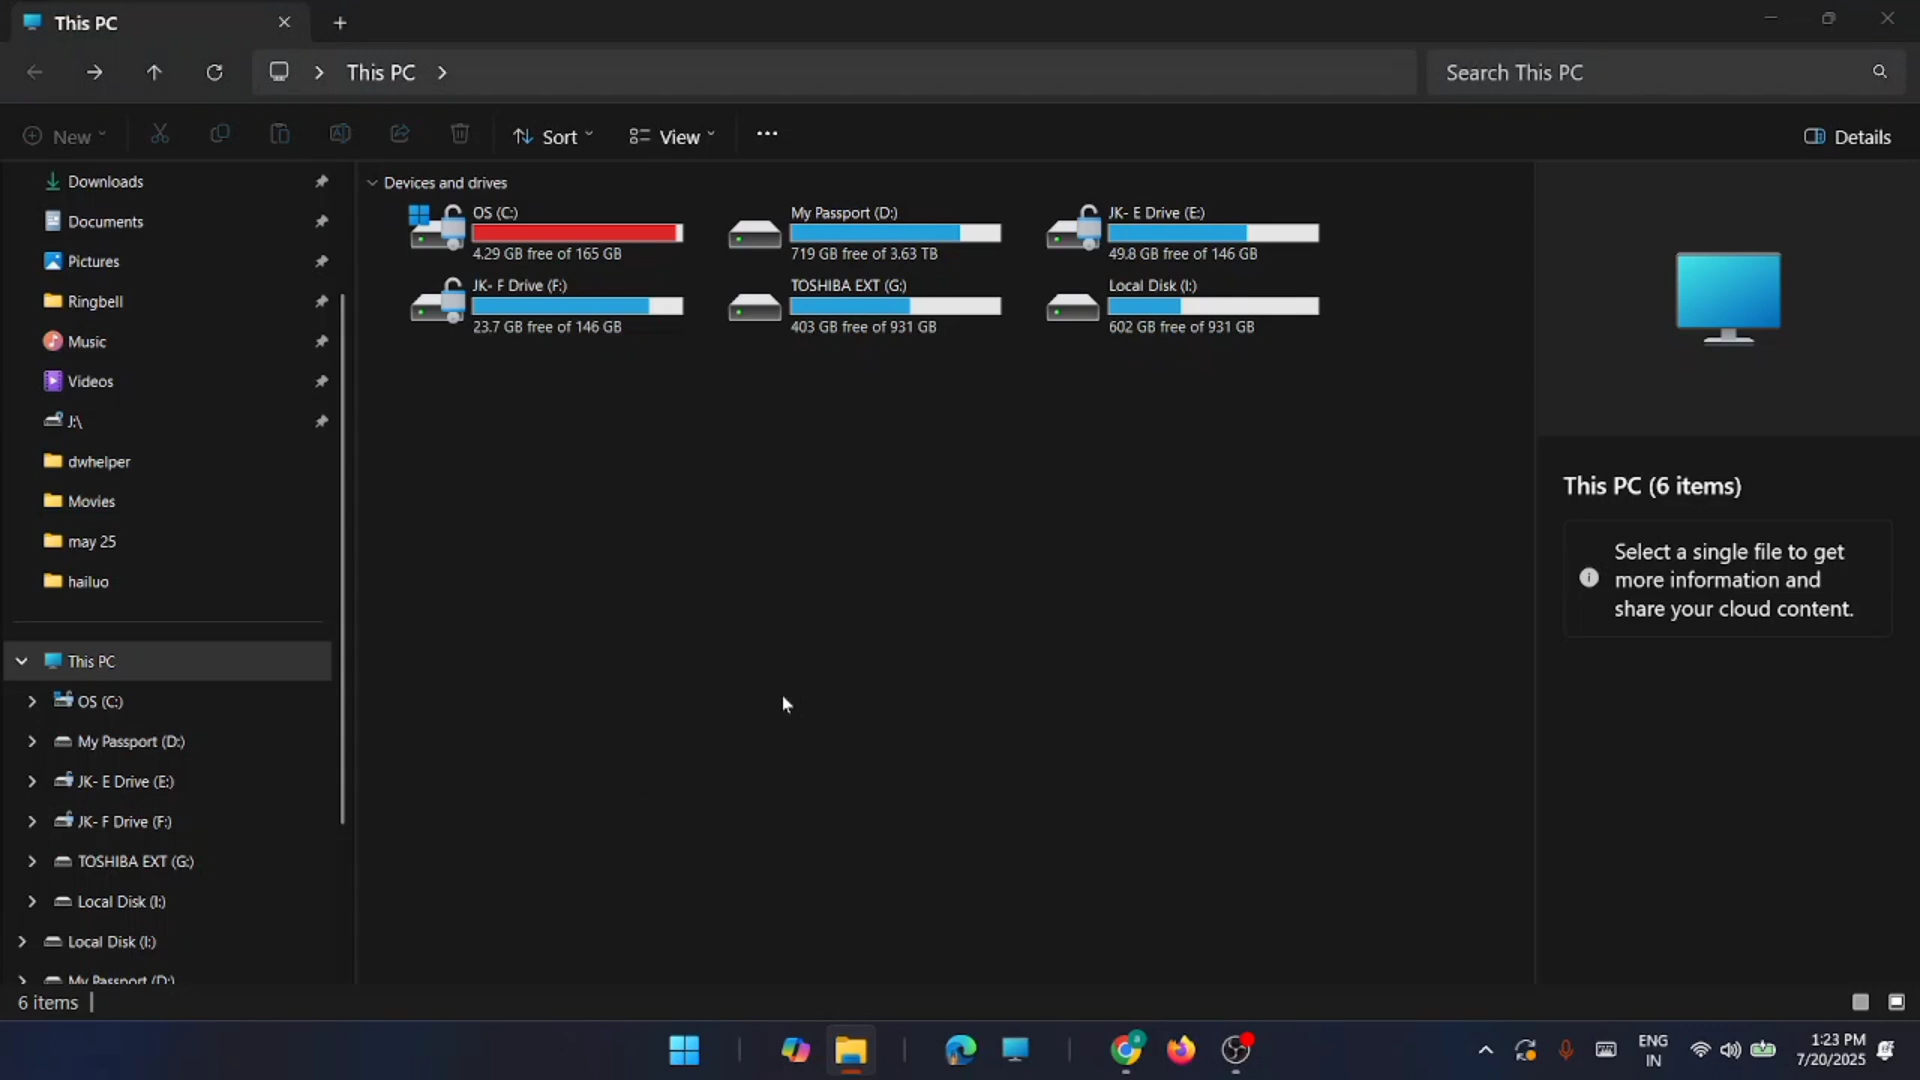 This PC
This PC
Search This PC
New
Sort
View
Details
Downloads
Documents
Pictures
Ringbell
Music
Videos
J:\
dwhelper
Movies
may 25
hailuo
This PC
OS (C:)
My Passport (D:)
JK- E Drive (E:)
JK- F Drive (F:)
TOSHIBA EXT (G:)
Local Disk (I:)
Local Disk (I:)
My Passport (D:)
Devices and drives
OS (C:)
4.29 GB free of 165 GB
My Passport (D:)
719 GB free of 3.63 TB
JK- E Drive (E:)
49.8 GB free of 146 GB
JK- F Drive (F:)
23.7 GB free of 146 GB
TOSHIBA EXT (G:)
403 GB free of 931 GB
Local Disk (I:)
602 GB free of 931 GB
This PC (6 items)
Select a single file to get
more information and
share your cloud content.
6 items
ENG
IN
1:23 PM
7/20/2025